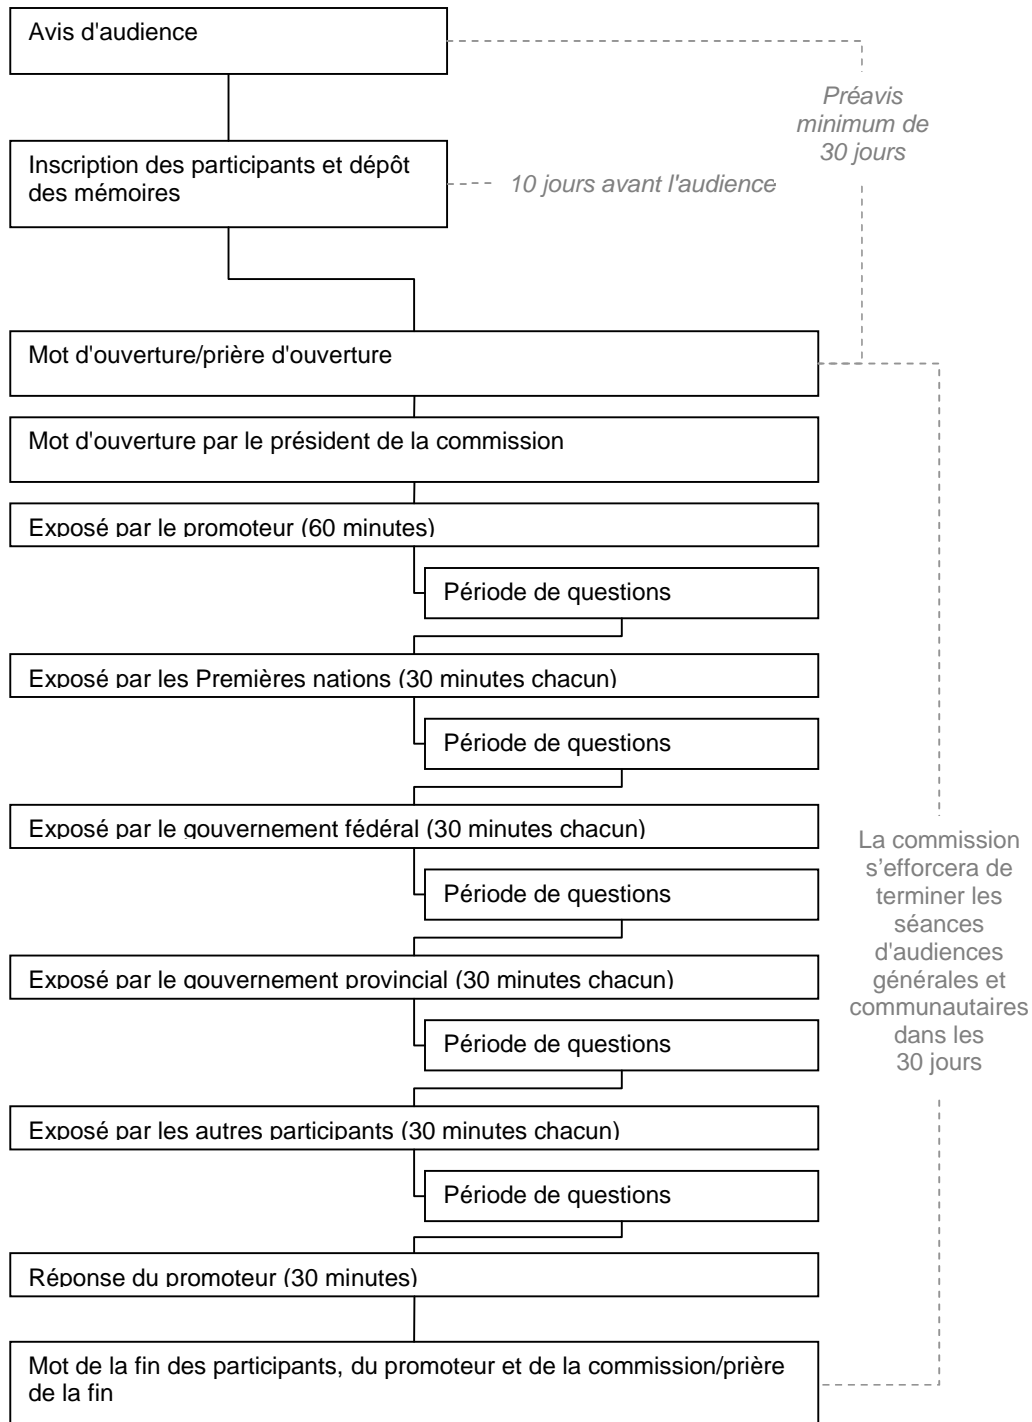 Avis d'audience
Préavis
minimum de
30 jours
Inscription des participants et dépôt
des mémoires
10 jours avant l'audience
Mot d'ouverture/prière d'ouverture
Mot d'ouverture par le président de la commission
Exposé par le promoteur (60 minutes)
Période de questions
Exposé par les Premières nations (30 minutes chacun)
Période de questions
Exposé par le gouvernement fédéral (30 minutes chacun)
Période de questions
Exposé par le gouvernement provincial (30 minutes chacun)
Période de questions
Exposé par les autres participants (30 minutes chacun)
Période de questions
Réponse du promoteur (30 minutes)
Mot de la fin des participants, du promoteur et de la commission/prière
de la fin
La commission
s’efforcera de
terminer les
séances
d'audiences
générales et
communautaires
dans les
30 jours